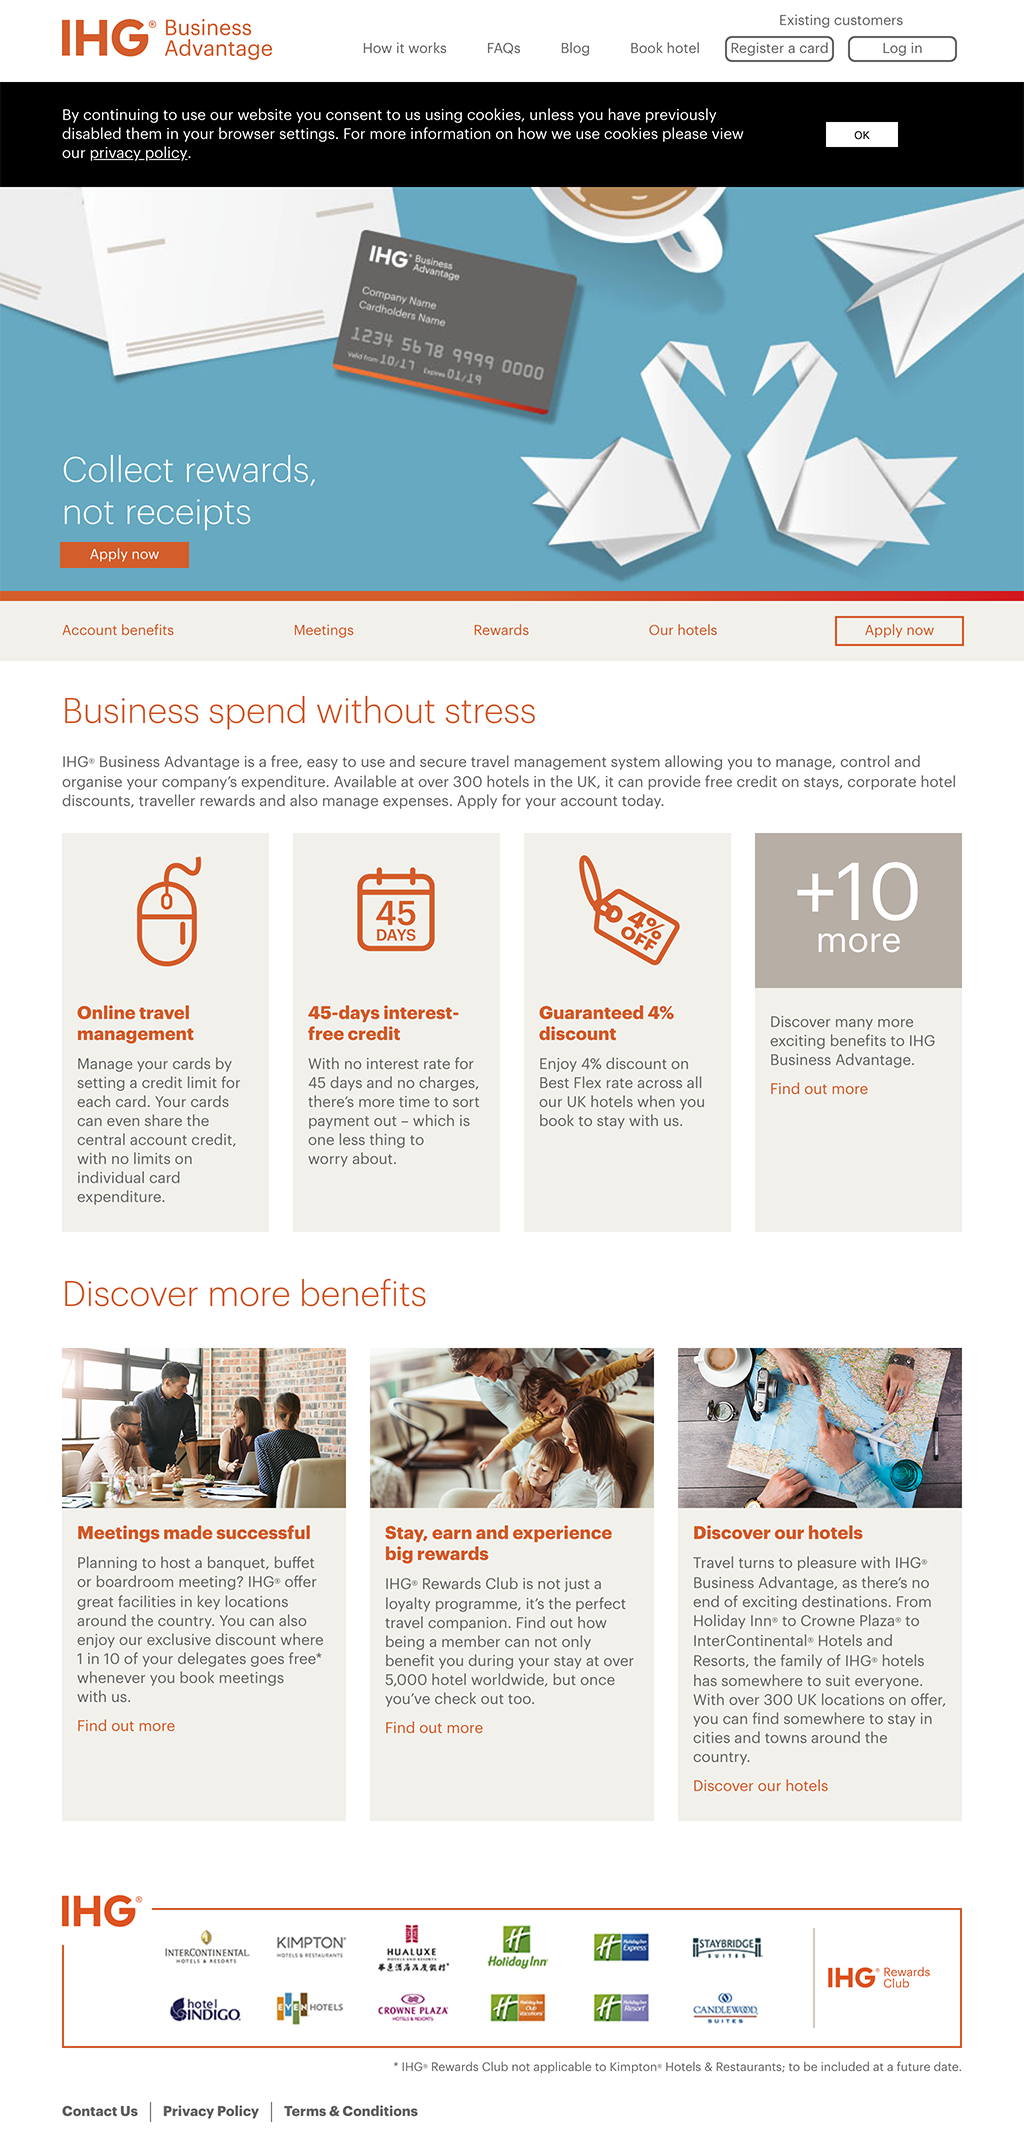 IHG® Business
Advantage
Existing customers
How it works
FAQs
Blog
Book hotel
Register a card
Log in
By continuing to use our website you consent to us using cookies, unless you have previously
disabled them in your browser settings. For more information on how we use cookies please view
our privacy policy.
OK
IHG® Business
Advantage
Company Name
Cardholders Name
1234 5678 9999 0000
Valid from 10/17 Expires 01/19
Collect rewards,
not receipts
Apply now
Account benefits
Meetings
Rewards
Our hotels
Apply now
Business spend without stress
IHG® Business Advantage is a free, easy to use and secure travel management system allowing you to manage, control and
organise your company's expenditure. Available at over 300 hotels in the UK, it can provide free credit on stays, corporate hotel
discounts, traveller rewards and also manage expenses. Apply for your account today.
Online travel
management
Manage your cards by
setting a credit limit for
each card. Your cards
can even share the
central account credit,
with no limits on
individual card
expenditure.
45
DAYS
45-days interest-
free credit
With no interest rate for
45 days and no charges,
there's more time to sort
payment out – which is
one less thing to
worry about.
4%
OFF
Guaranteed 4%
discount
Enjoy 4% discount on
Best Flex rate across all
our UK hotels when you
book to stay with us.
+10
more
Discover many more
exciting benefits to IHG
Business Advantage.
Find out more
Discover more benefits
Meetings made successful
Planning to host a banquet, buffet
or boardroom meeting? IHG® offer
great facilities in key locations
around the country. You can also
enjoy our exclusive discount where
1 in 10 of your delegates goes free*
whenever you book meetings
with us.
Find out more
Stay, earn and experience
big rewards
IHG® Rewards Club is not just a
loyalty programme, it's the perfect
travel companion. Find out how
being a member can not only
benefit you during your stay at over
5,000 hotel worldwide, but once
you've check out too.
Find out more
Discover our hotels
Travel turns to pleasure with IHG®
Business Advantage, as there's no
end of exciting destinations. From
Holiday Inn® to Crowne Plaza® to
InterContinental® Hotels and
Resorts, the family of IHG® hotels
has somewhere to suit everyone.
With over 300 UK locations on offer,
you can find somewhere to stay in
cities and towns around the
country.
Discover our hotels
IHG®
INTERCONTINENTAL.
HOTELS & RESORTS
KIMPTON®
HOTELS & RESTAURANTS
HUALUXE
HOTELS AND RESORTS
華邑酒店及度假村®
Holiday Inn®
Holiday Inn
Express
STAYBRIDGE
SUITES
hotel
INDIGO.
EVEN HOTELS
CROWNE PLAZA®
HOTELS & RESORTS
Holiday Inn
Club
Vacations®
Holiday Inn
Resort®
CANDLEWOOD
SUITES
IHG® Rewards
Club
* IHG® Rewards Club not applicable to Kimpton® Hotels & Restaurants; to be included at a future date.
Contact Us
Privacy Policy
Terms & Conditions